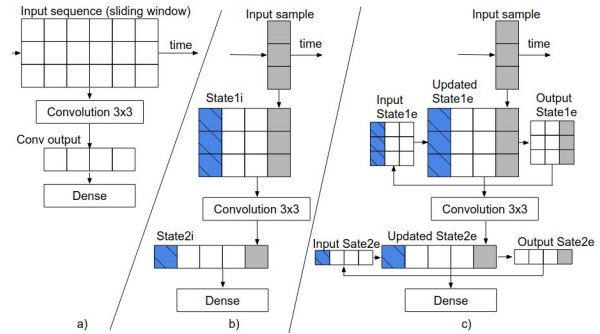 Input sequence (sliding window)
time
Convolution 3x3
Conv output
Dense
a)
Input sample
time
State1i
Convolution 3x3
State2i
Dense
b)
Input sample
time
Updated
State1e
Input
State1e
Output
State1e
Convolution 3x3
Input Sate2e
Updated State2e
Output Sate2e
Dense
c)